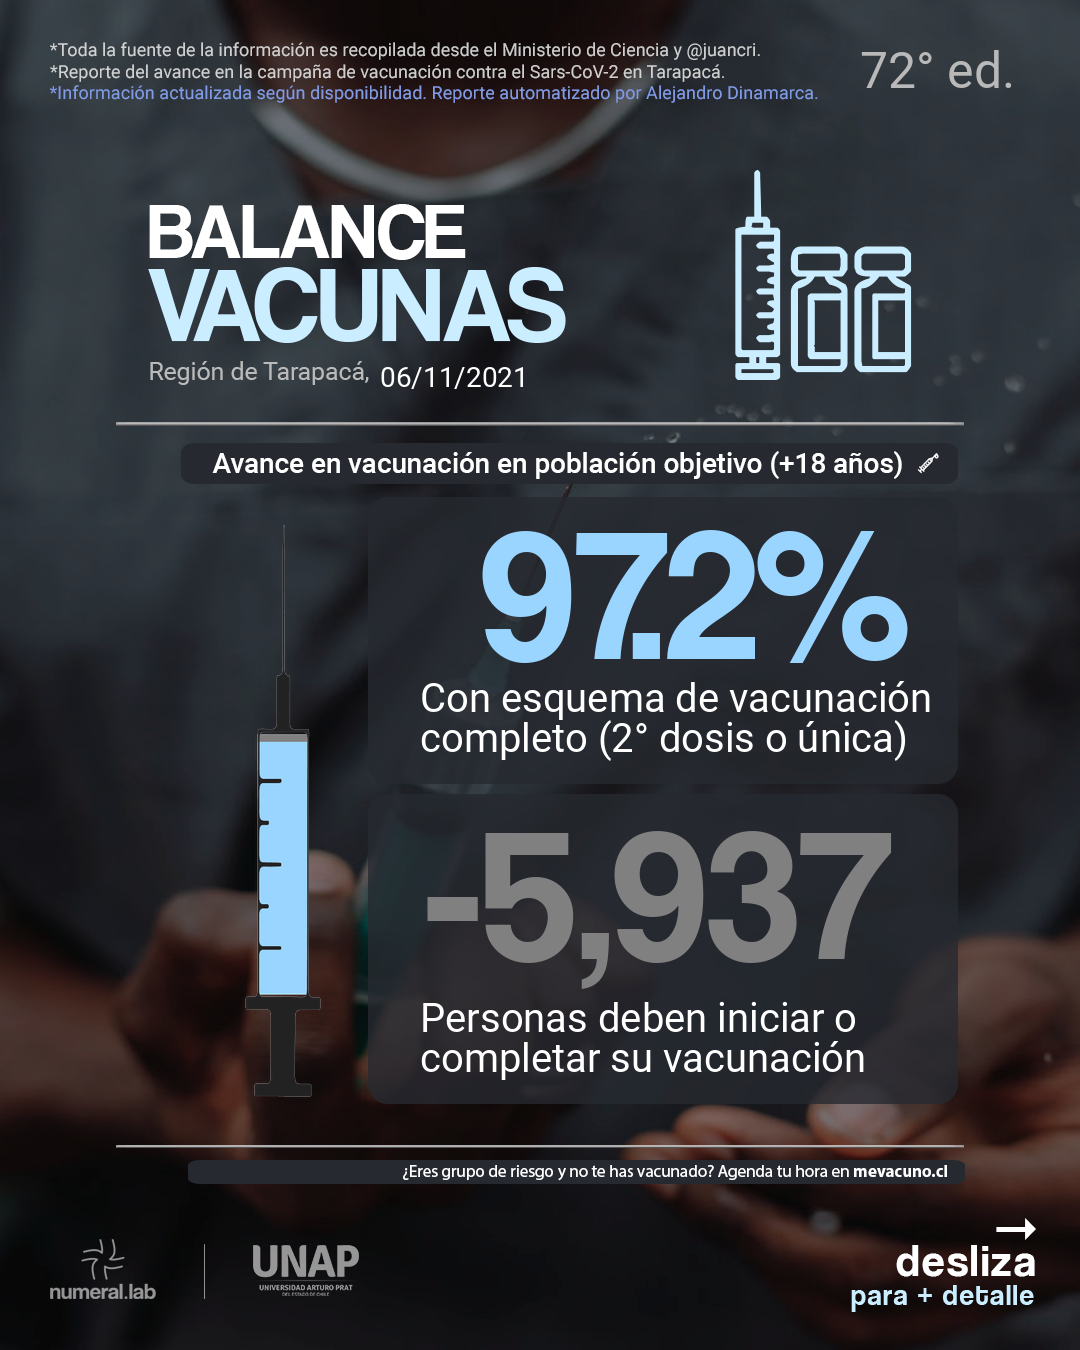 *Toda la fuente de la información es recopilada desde el Ministerio de Ciencia y @juancri.
*Reporte del avance en la campaña de vacunación contra el Sars-CoV-2 en Tarapacá.
*Información actualizada según disponibilidad. Reporte automatizado por Alejandro Dinamarca.
72° ed.
BALANCE
VACUNAS
Región de Tarapacá, 06/11/2021
Avance en vacunación en población objetivo (+18 años)
97.2%
Con esquema de vacunación
completo (2° dosis o única)
-5,937
Personas deben iniciar o
completar su vacunación
¿Eres grupo de riesgo y no te has vacunado? Agenda tu hora en mevacuno.cl
numeral.lab
UNAP
UNIVERSIDAD ARTURO PRAT
DEL ESTADO DE CHILE
desliza
para + detalle